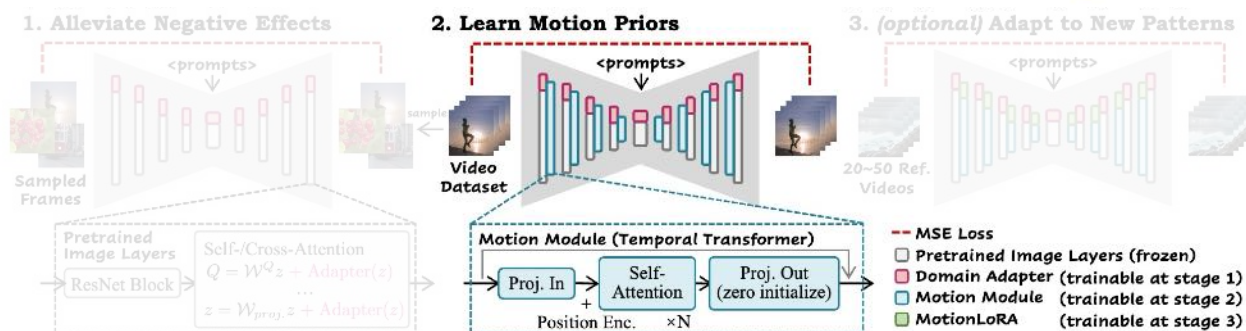 1. Alleviate Negative Effects
<prompts>
sample
Sampled
Frames
Pretrained
Image Layers
ResNet Block
Self-/Cross-Attention
Q = W^Q z + Adapter(z)
...
z = W_proj. z + Adapter(z)
2. Learn Motion Priors
<prompts>
Video
Dataset
Motion Module (Temporal Transformer)
Proj. In
+
Position Enc.
Self-
Attention
×N
Proj. Out
(zero initialize)
3. (optional) Adapt to New Patterns
<prompts>
20~50 Ref.
Videos
MSE Loss
Pretrained Image Layers (frozen)
Domain Adapter (trainable at stage 1)
Motion Module (trainable at stage 2)
MotionLoRA (trainable at stage 3)